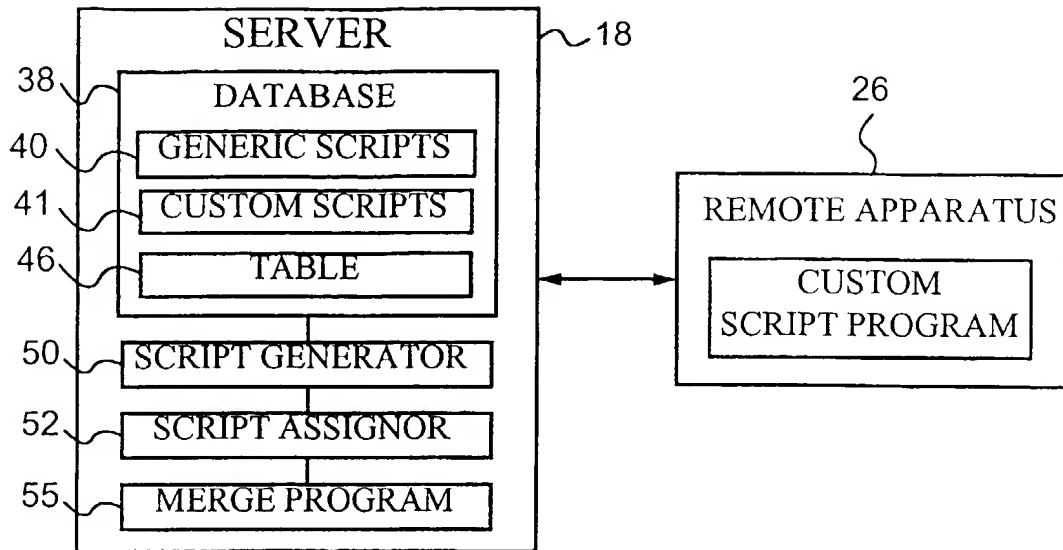 SERVER
18
38
DATABASE
40
GENERIC SCRIPTS
41
CUSTOM SCRIPTS
46
TABLE
50
SCRIPT GENERATOR
52
SCRIPT ASSIGNOR
55
MERGE PROGRAM
26
REMOTE APPARATUS
CUSTOM
SCRIPT PROGRAM